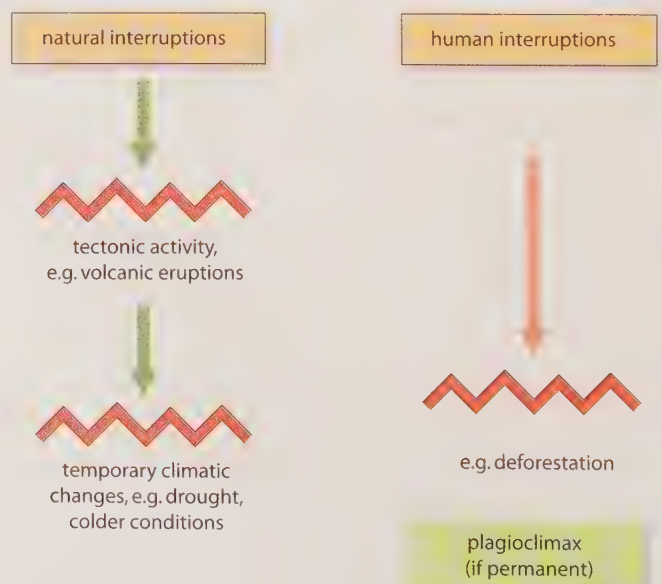 natural interruptions
tectonic activity,
e.g. volcanic eruptions
temporary climatic
changes, e.g. drought,
colder conditions
human interruptions
e.g. deforestation
plagioclimax
(if permanent)